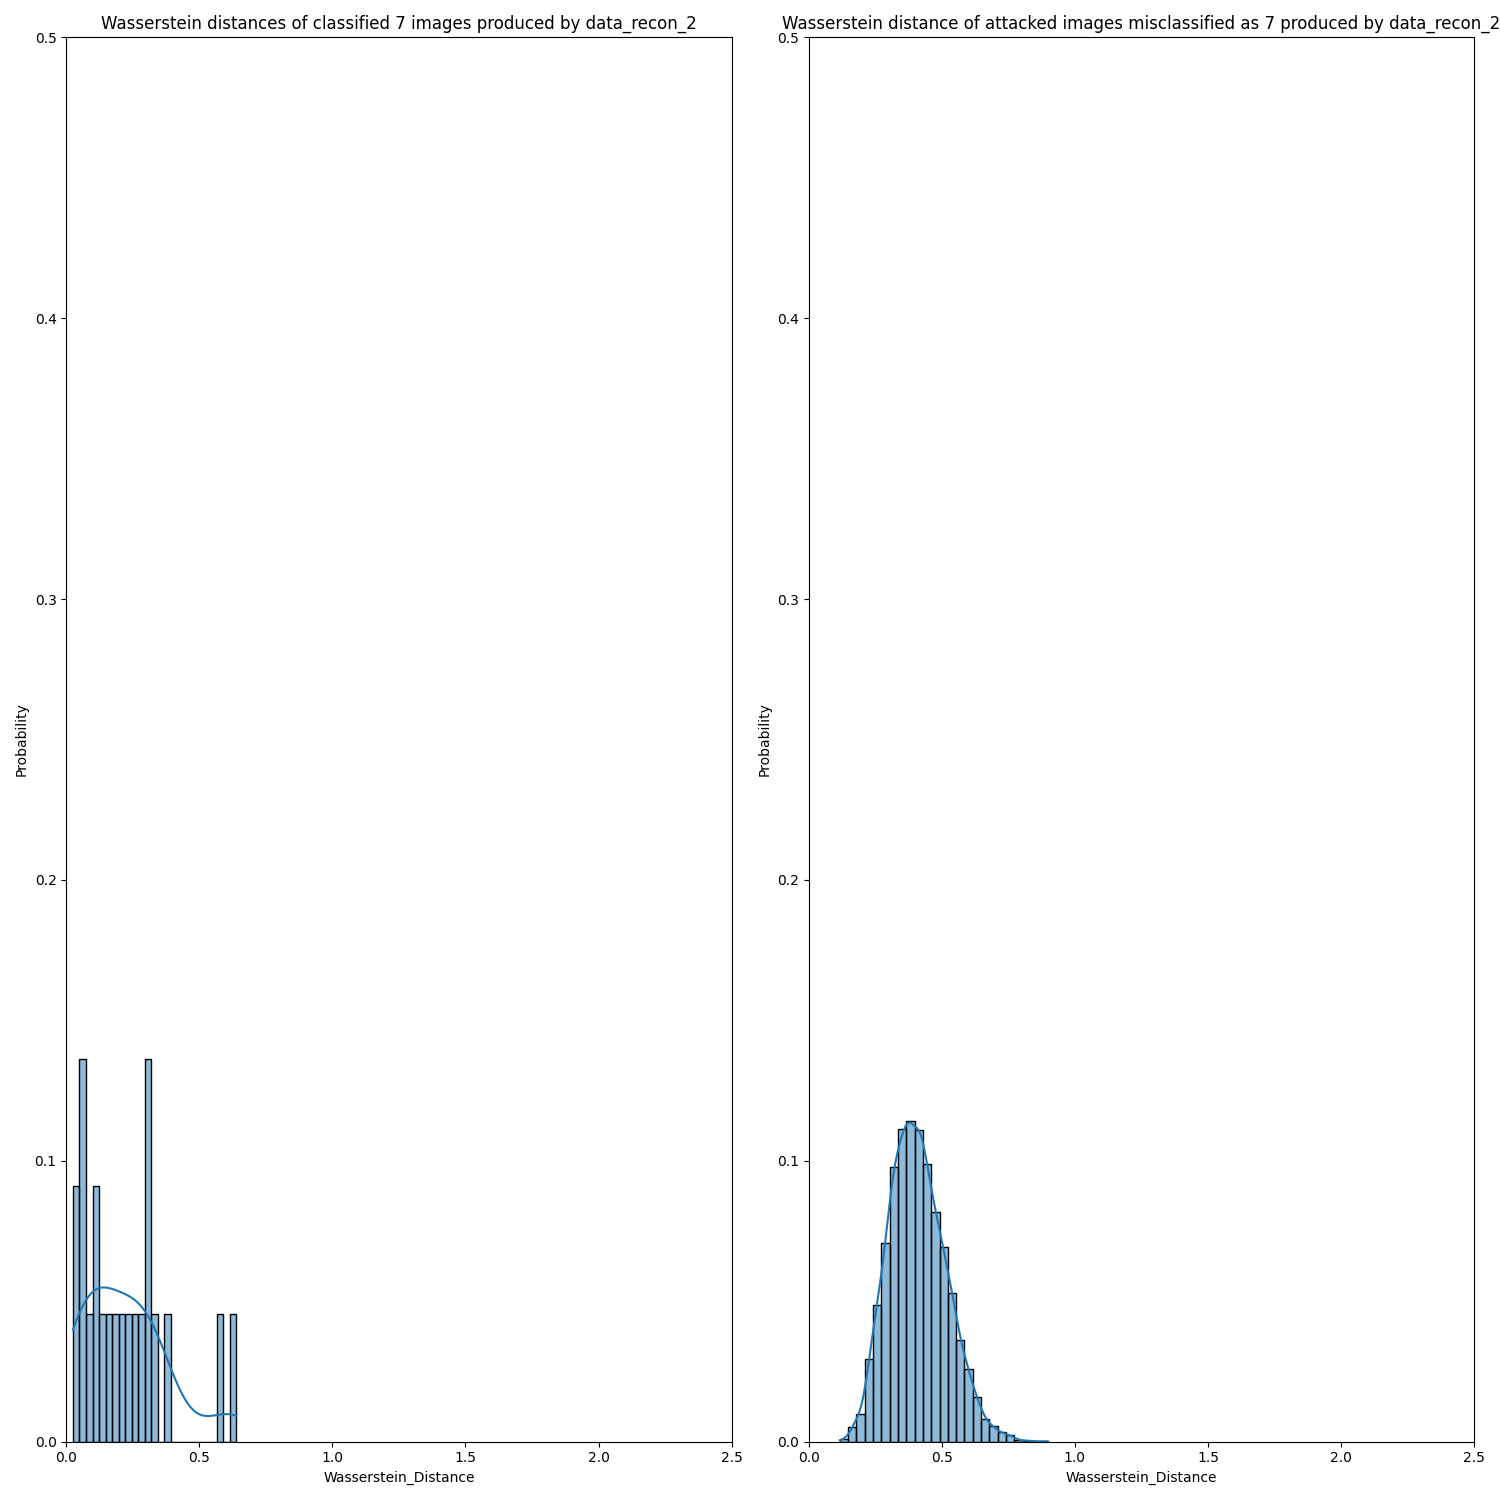 Wasserstein distances of classified 7 images produced by data_recon_2
0.5
0.4
0.3
0.2
0.1
0.0
Probability
0.0 0.5 1.0 1.5 2.0 2.5
Wasserstein_Distance
Wasserstein distance of attacked images misclassified as 7 produced by data_recon_2
0.5
0.4
0.3
0.2
0.1
0.0
Probability
0.0 0.5 1.0 1.5 2.0 2.5
Wasserstein_Distance